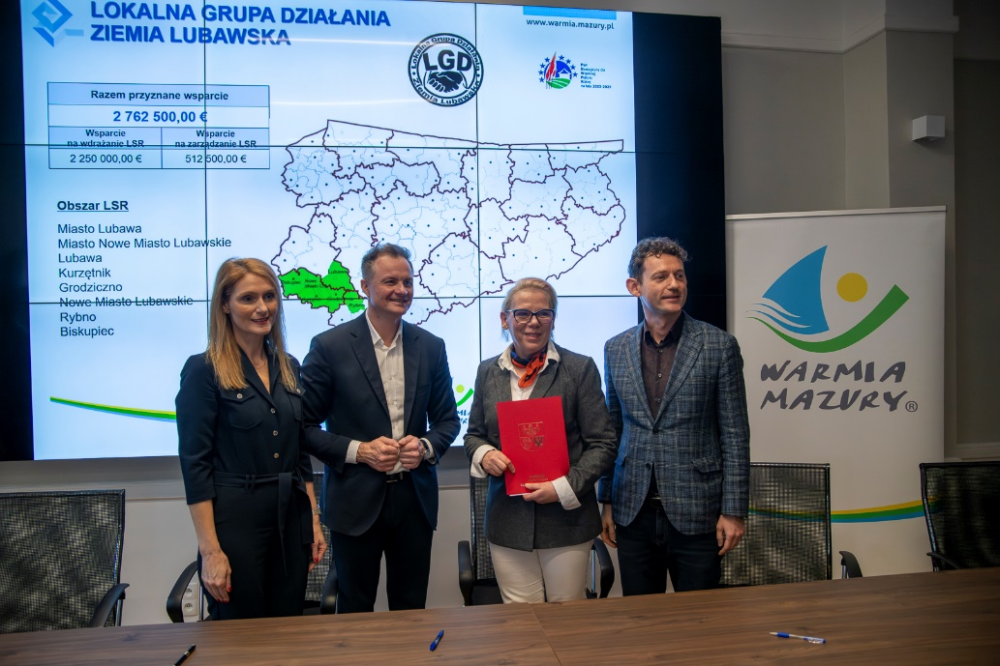 LOKALNA GRUPA DZIAŁANIA
ZIEMIA LUBAWSKA
www.warmia.mazury.pl
Lokalna Grupa Działania
LGD
Ziemia Lubawska
Razem przyznane wsparcie
2 762 500,00 €
Wsparcie na wdrażanie LSR
Wsparcie na zarządzanie LSR
2 250 000,00 €
512 500,00 €
Obszar LSR
Miasto Lubawa
Miasto Nowe Miasto Lubawskie
Lubawa
Kurzętnik
Grodziczno
Nowe Miasto Lubawskie
Rybno
Biskupiec
WARMIA
MAZURY®